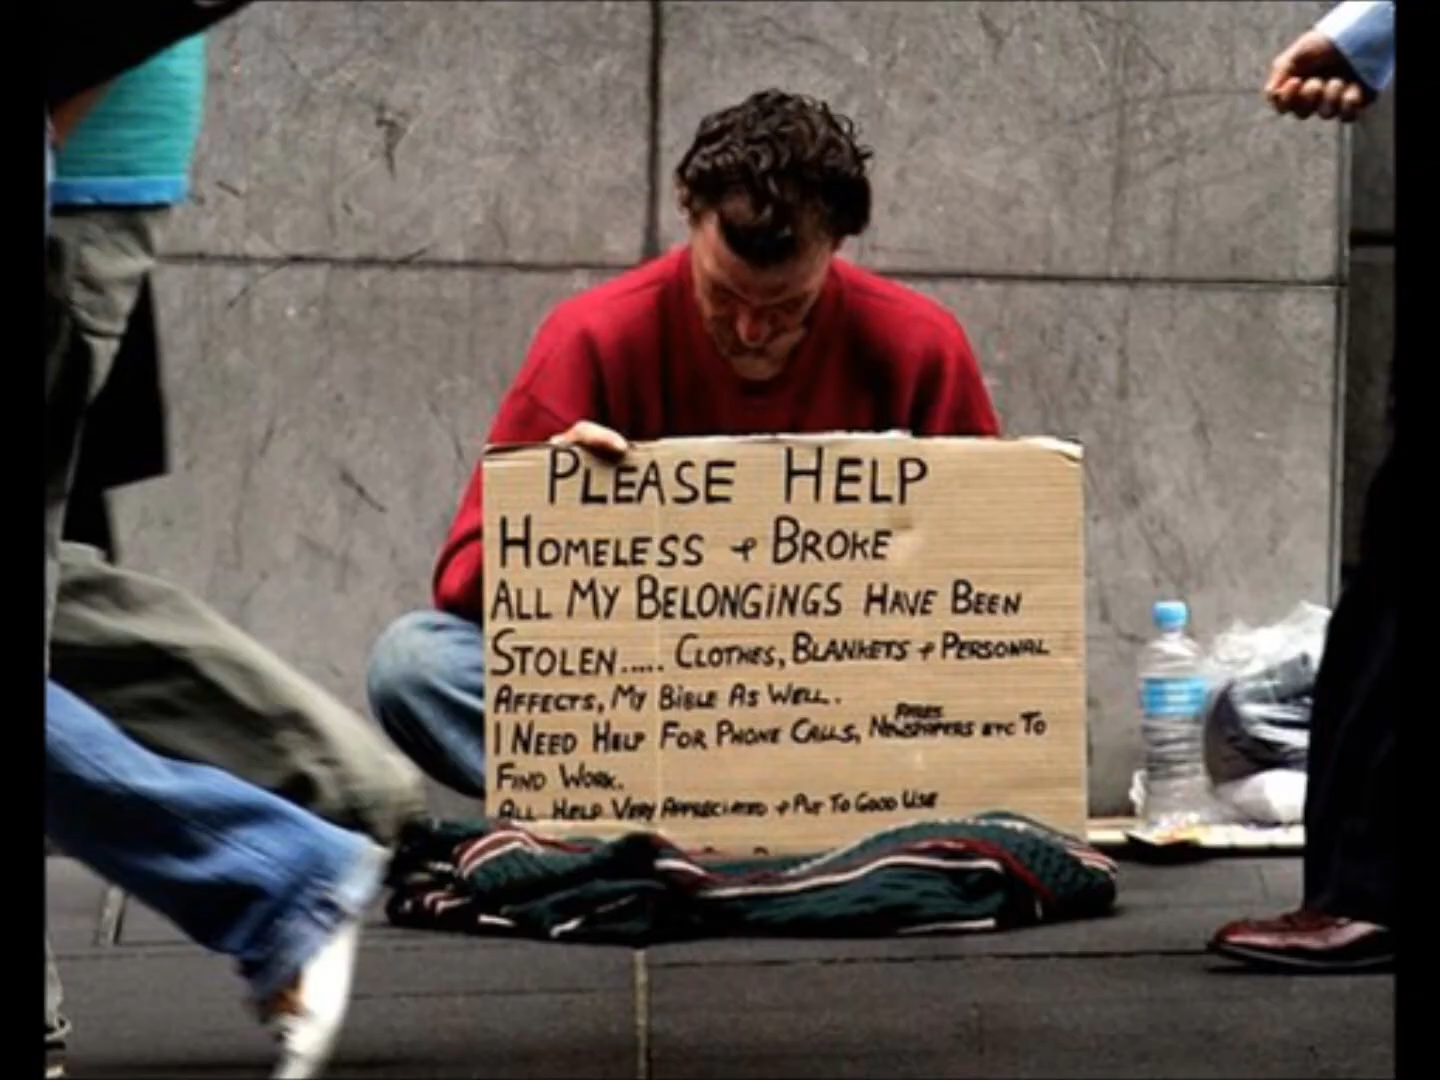 PLEASE HELP
HOMELESS + BROKE
ALL MY BELONGINGS HAVE BEEN
STOLEN..... CLOTHES, BLANKETS + PERSONAL
AFFECTS, MY BIBLE AS WELL.
I NEED HELP FOR PHONE CALLS, NEWSPAPERS ETC TO
FIND WORK.
ALL HELP VERY APPRECIATED + PUT TO GOOD USE